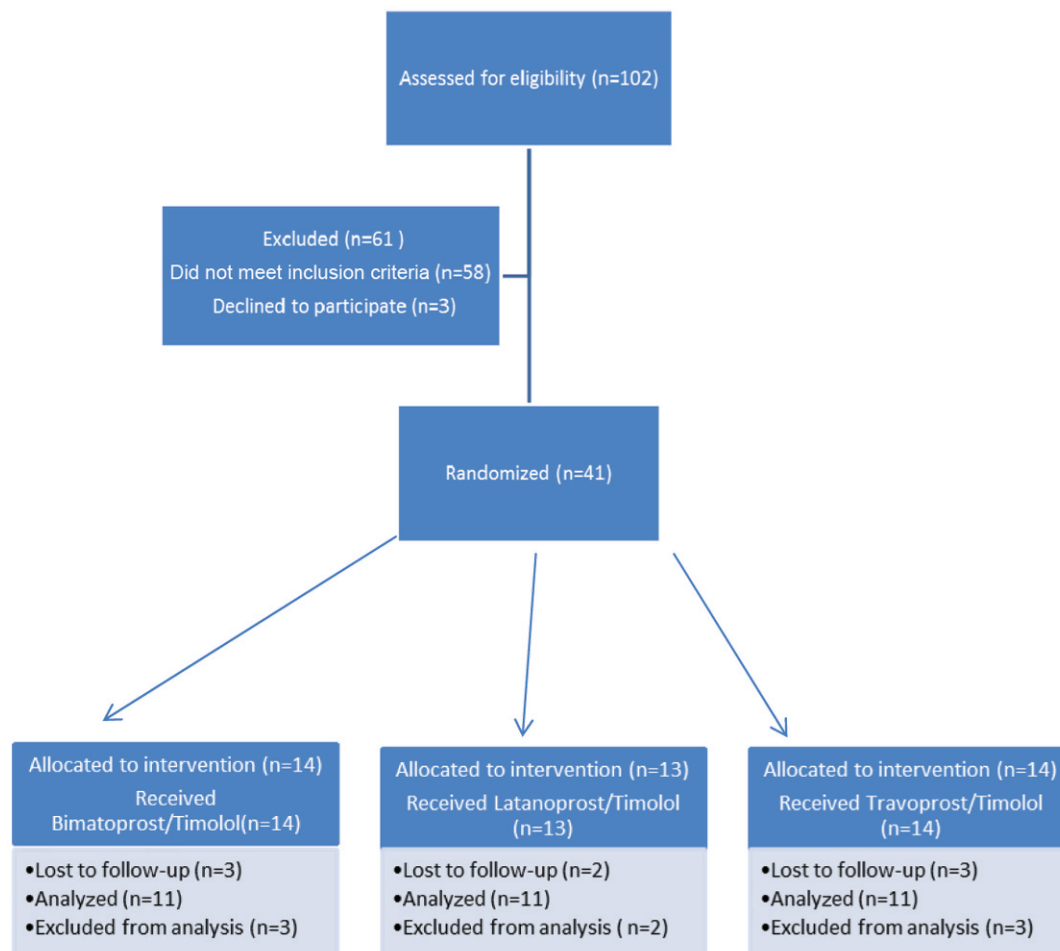 Assessed for eligibility (n=102)
Excluded (n=61 )
Did not meet inclusion criteria (n=58)
Declined to participate (n=3)
Randomized (n=41)
Allocated to intervention (n=14)
Received
Bimatoprost/Timolol(n=14)
•Lost to follow-up (n=3)
•Analyzed (n=11)
•Excluded from analysis (n=3)
Allocated to intervention (n=13)
Received Latanoprost/Timolol
(n=13)
•Lost to follow-up (n=2)
•Analyzed (n=11)
•Excluded from analysis ( n=2)
Allocated to intervention (n=14)
Received Travoprost/Timolol
(n=14)
•Lost to follow-up (n=3)
•Analyzed (n=11)
•Excluded from analysis (n=3)